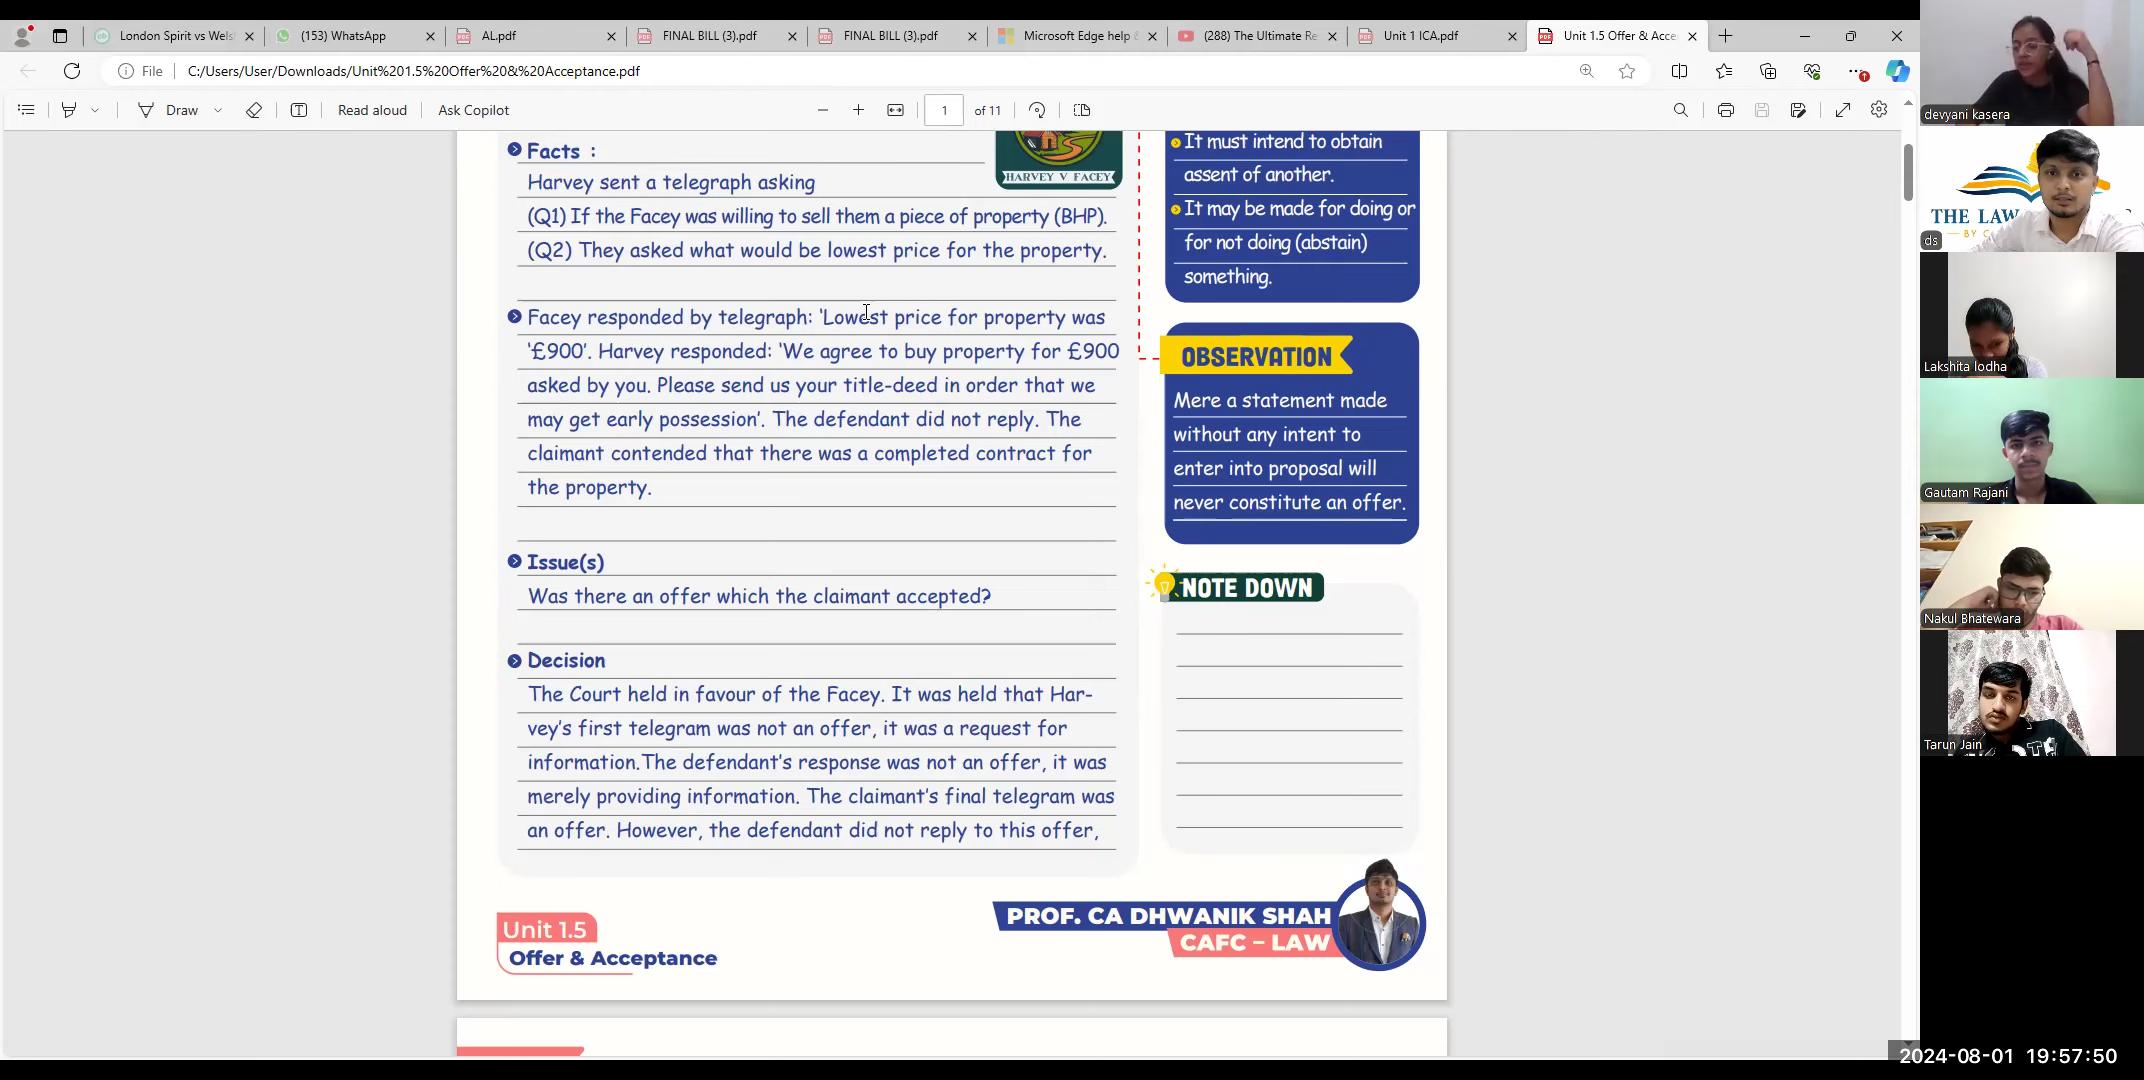 London Spirit vs Wels
(153) WhatsApp
AL.pdf
FINAL BILL (3).pdf
FINAL BILL (3).pdf
Microsoft Edge help &
(288) The Ultimate Re
Unit 1 ICA.pdf
Unit 1.5 Offer & Acce
File
C:/Users/User/Downloads/Unit%201.5%20Offer%20&%20Acceptance.pdf
Draw
Read aloud
Ask Copilot
1
of 11
Facts :
Harvey sent a telegraph asking
(Q1) If the Facey was willing to sell them a piece of property (BHP).
(Q2) They asked what would be lowest price for the property.
HARVEY V. FACEY
Facey responded by telegraph: ‘Lowest price for property was
‘£900’. Harvey responded: ‘We agree to buy property for £900
asked by you. Please send us your title-deed in order that we
may get early possession’. The defendant did not reply. The
claimant contended that there was a completed contract for
the property.
Issue(s)
Was there an offer which the claimant accepted?
Decision
The Court held in favour of the Facey. It was held that Har-
vey’s first telegram was not an offer, it was a request for
information.The defendant’s response was not an offer, it was
merely providing information. The claimant’s final telegram was
an offer. However, the defendant did not reply to this offer,
It must intend to obtain
assent of another.
It may be made for doing or
for not doing (abstain)
something.
OBSERVATION
Mere a statement made
without any intent to
enter into proposal will
never constitute an offer.
NOTE DOWN
Unit 1.5
Offer & Acceptance
PROF. CA DHWANIK SHAH
CAFC – LAW
devyani kasera
THE LAW
BY C
ds
Lakshita lodha
Gautam Rajani
Nakul Bhatewara
Tarun Jain
2024-08-01 19:57:50